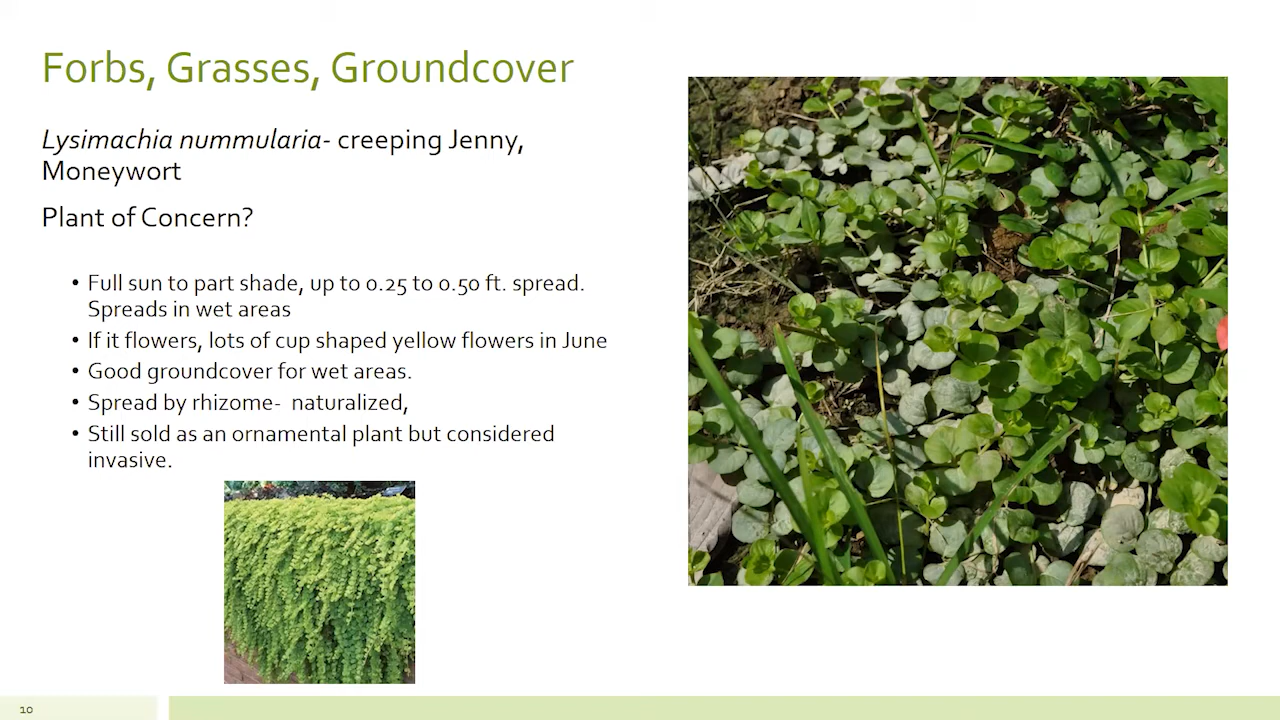 Forbs, Grasses, Groundcover
Lysimachia nummularia- creeping Jenny,
Moneywort
Plant of Concern?
• Full sun to part shade, up to 0.25 to 0.50 ft. spread.
Spreads in wet areas
• If it flowers, lots of cup shaped yellow flowers in June
• Good groundcover for wet areas.
• Spread by rhizome-  naturalized,
• Still sold as an ornamental plant but considered
invasive.
10